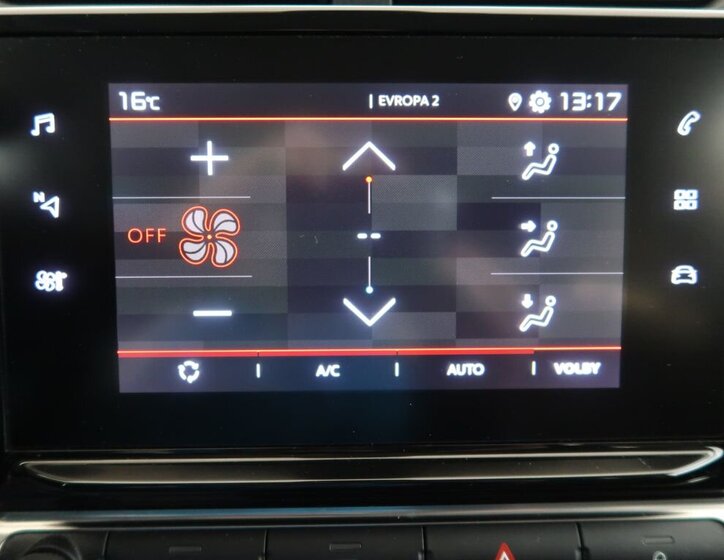 16°C | EVROPA 2 13:17
OFF
--
A/C AUTO VOLBY
N